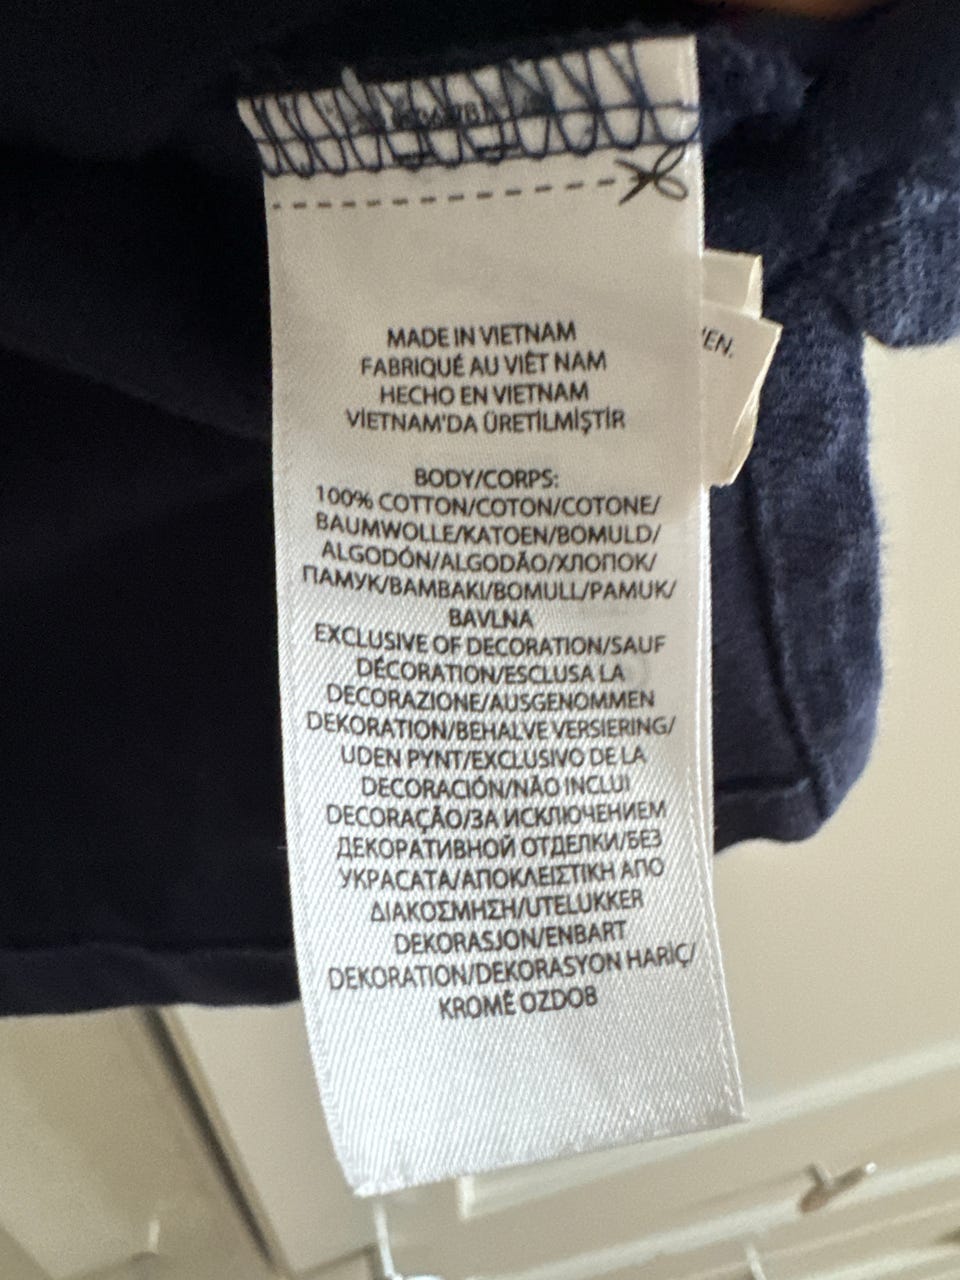 MADE IN VIETNAM
FABRIQUÉ AU VIÊT NAM
HECHO EN VIETNAM
VİETNAM'DA ÜRETİLMİŞTİR
BODY/CORPS:
100% COTTON/COTON/COTONE/
BAUMWOLLE/KATOEN/BOMULD/
ALGODÓN/ALGODÃO/ХЛОПОК/
ПАМУК/ΒΑΜΒΑΚΙ/BOMULL/PAMUK/
BAVLNA
EXCLUSIVE OF DECORATION/SAUF
DÉCORATION/ESCLUSA LA
DECORAZIONE/AUSGENOMMEN
DEKORATION/BEHALVE VERSIERING/
UDEN PYNT/EXCLUSIVO DE LA
DECORACIÓN/NÃO INCLUI
DECORAÇÃO/ЗА ИСКЛЮЧЕНИЕМ
ДЕКОРАТИВНОЙ ОТДЕЛКИ/БЕЗ
УКРАСАТА/ΑΠΟΚΛΕΙΣΤΙΚΗ ΑΠΟ
ΔΙΑΚΟΣΜΗΣΗ/UTELUKKER
DEKORASJON/ENBART
DEKORATION/DEKORASYON HARİÇ/
KROMĚ OZDOB